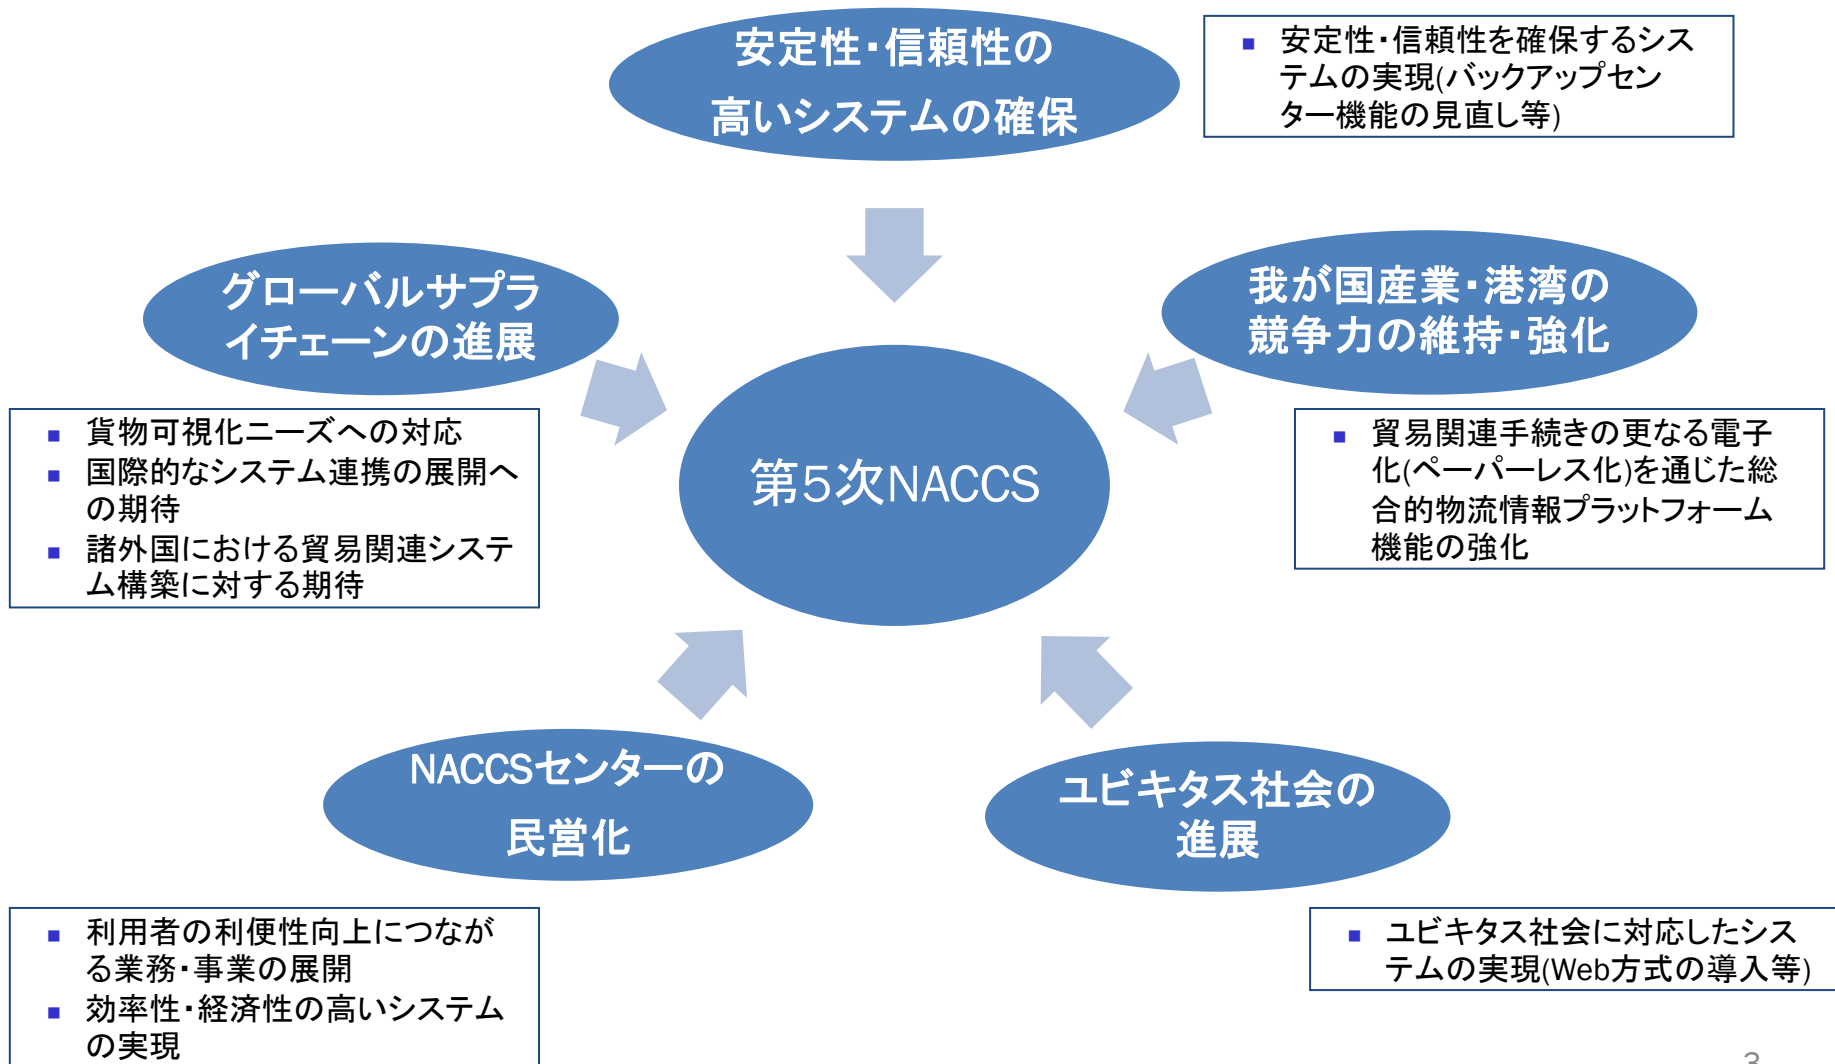 安定性・信頼性の
高いシステムの確保
■ 安定性・信頼性を確保するシス
テムの実現(バックアップセン
ター機能の見直し等)
グローバルサプラ
イチェーンの進展
■ 貨物可視化ニーズへの対応
■ 国際的なシステム連携の展開へ
の期待
■ 諸外国における貿易関連システ
ム構築に対する期待
我が国産業・港湾の
競争力の維持・強化
■ 貿易関連手続きの更なる電子
化(ペーパーレス化)を通じた総
合的物流情報プラットフォーム
機能の強化
第5次NACCS
NACCSセンターの
民営化
■ 利用者の利便性向上につなが
る業務・事業の展開
■ 効率性・経済性の高いシステム
の実現
ユビキタス社会の
進展
■ ユビキタス社会に対応したシス
テムの実現(Web方式の導入等)
3